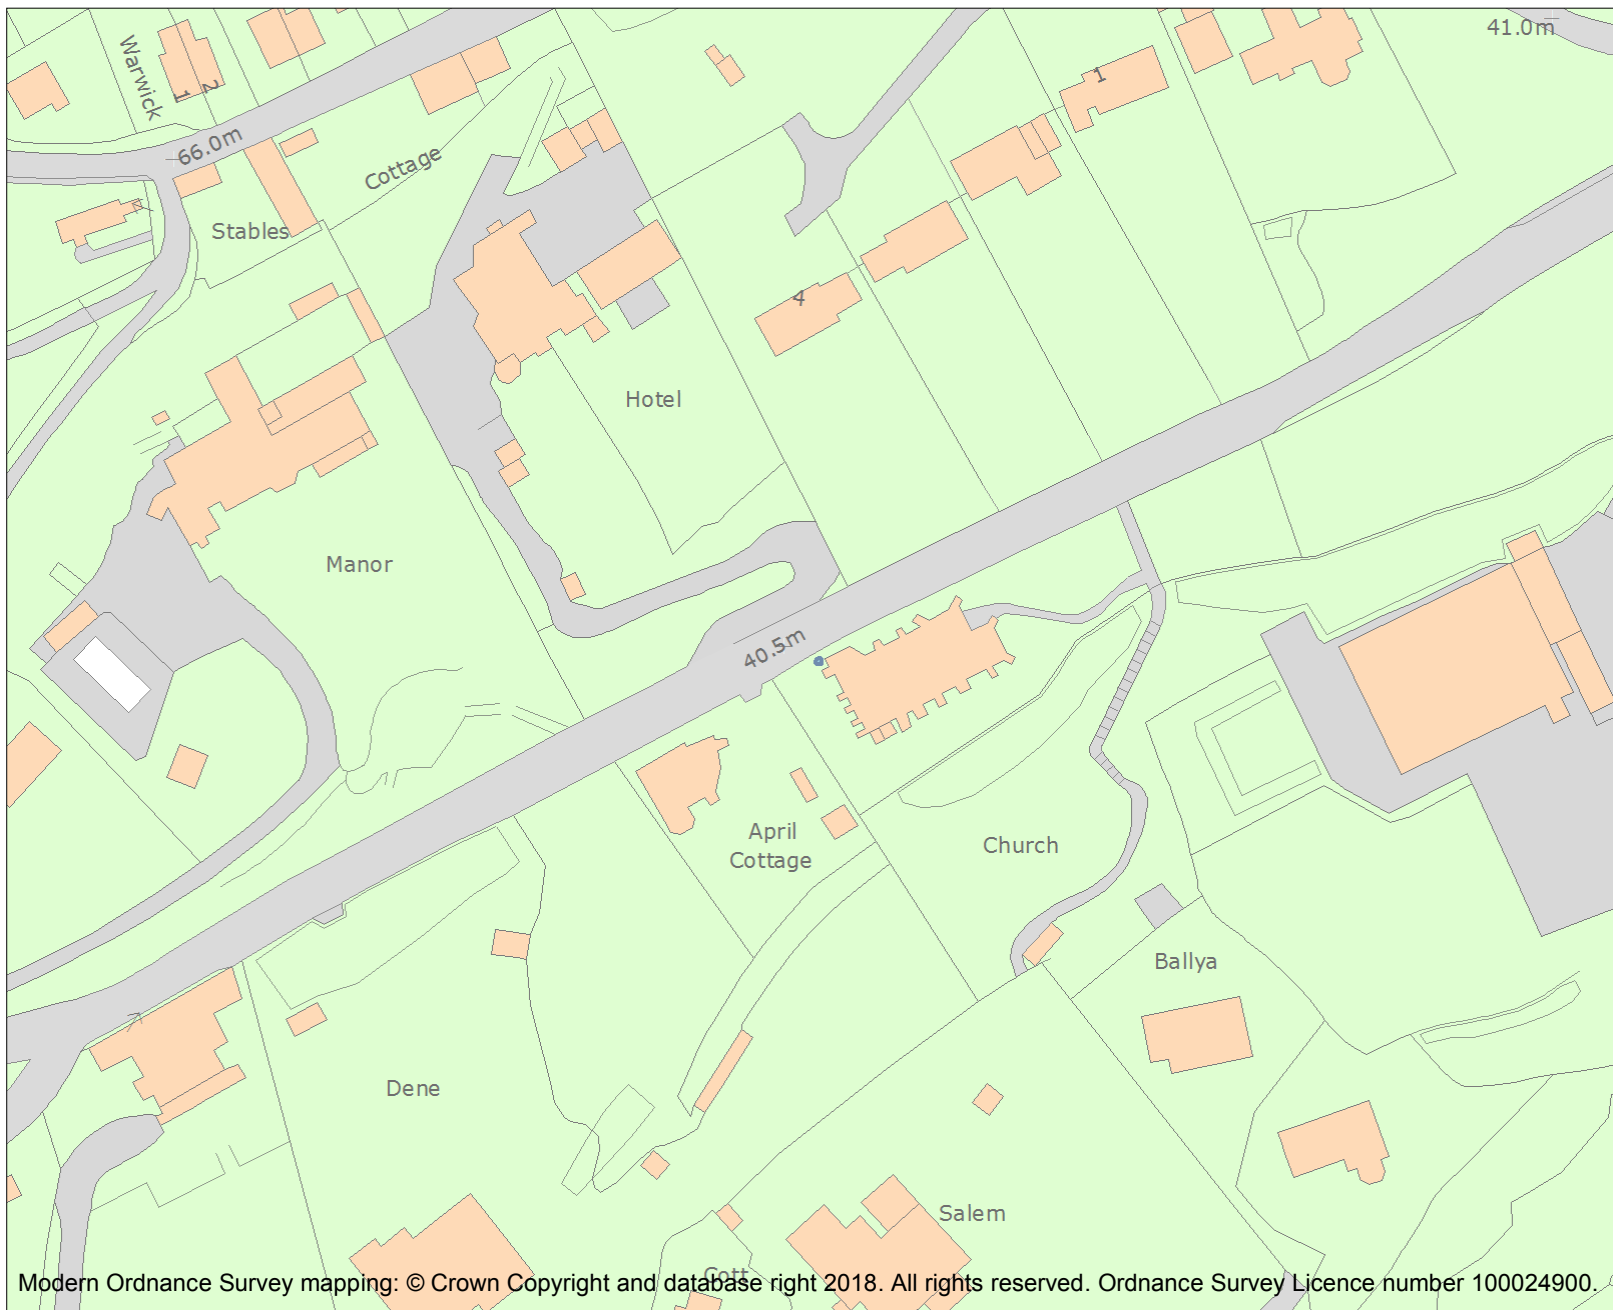 41.0m
Warwick
1
2
1
66.0m
Cottage
Stables
4
Hotel
Manor
40.5m
April
Cottage
Church
Ballya
Dene
Salem
Cott
Modern Ordnance Survey mapping: © Crown Copyright and database right 2018. All rights reserved. Ordnance Survey Licence number 100024900.